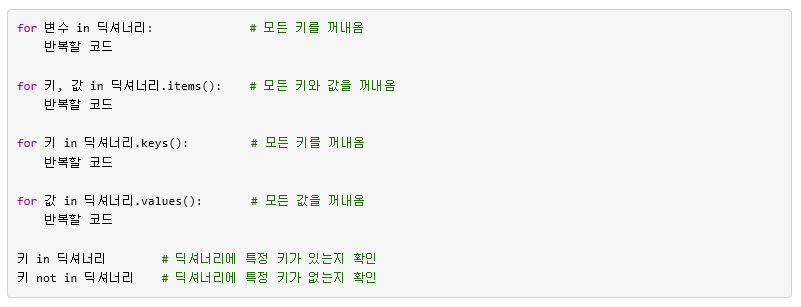 for 변수 in 딕셔너리:              # 모든 키를 꺼내옴
    반복할 코드

for 키, 값 in 딕셔너리.items():    # 모든 키와 값을 꺼내옴
    반복할 코드

for 키 in 딕셔너리.keys():         # 모든 키를 꺼내옴
    반복할 코드

for 값 in 딕셔너리.values():       # 모든 값을 꺼내옴
    반복할 코드

키 in 딕셔너리        # 딕셔너리에 특정 키가 있는지 확인
키 not in 딕셔너리    # 딕셔너리에 특정 키가 없는지 확인